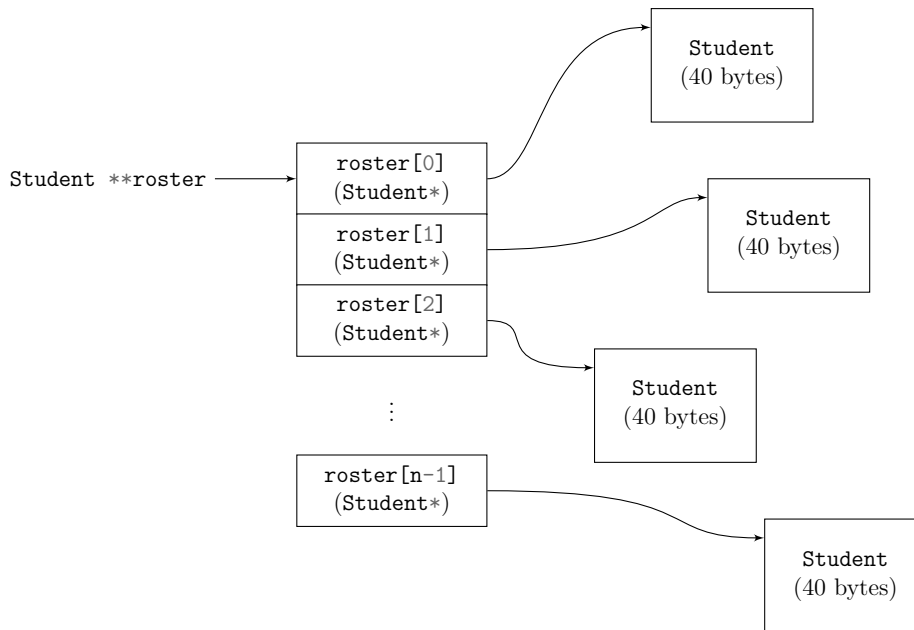 Student
(40 bytes)
Student **roster
roster[0]
(Student*)
roster[1]
(Student*)
Student
(40 bytes)
roster[2]
(Student*)
Student
(40 bytes)
⋮
roster[n-1]
(Student*)
Student
(40 bytes)